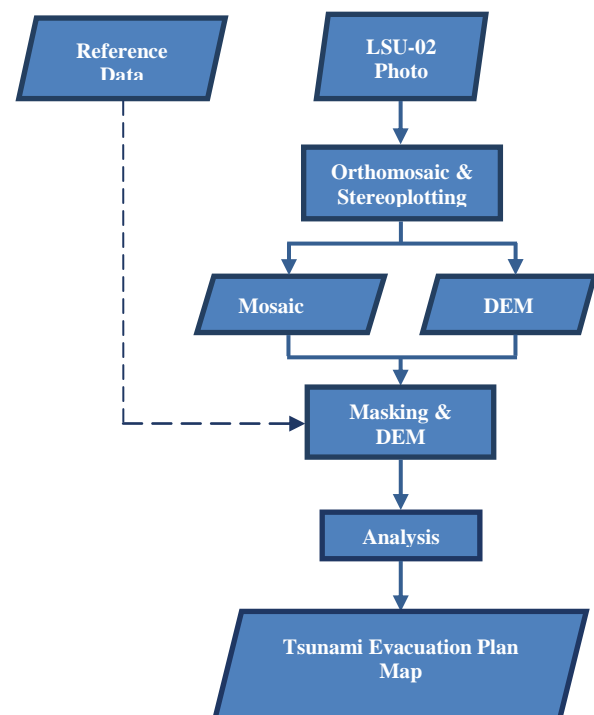 Reference
Data
LSU-02
Photo
Orthomosaic &
Stereoplotting
Mosaic
DEM
Masking &
DEM
Analysis
Tsunami Evacuation Plan
Map